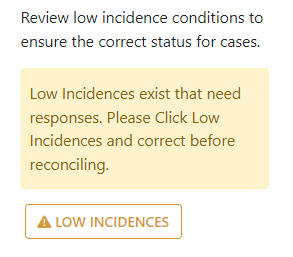 Review low incidence conditions to
ensure the correct status for cases.
Low Incidences exist that need
responses. Please Click Low
Incidences and correct before
reconciling.
LOW INCIDENCES